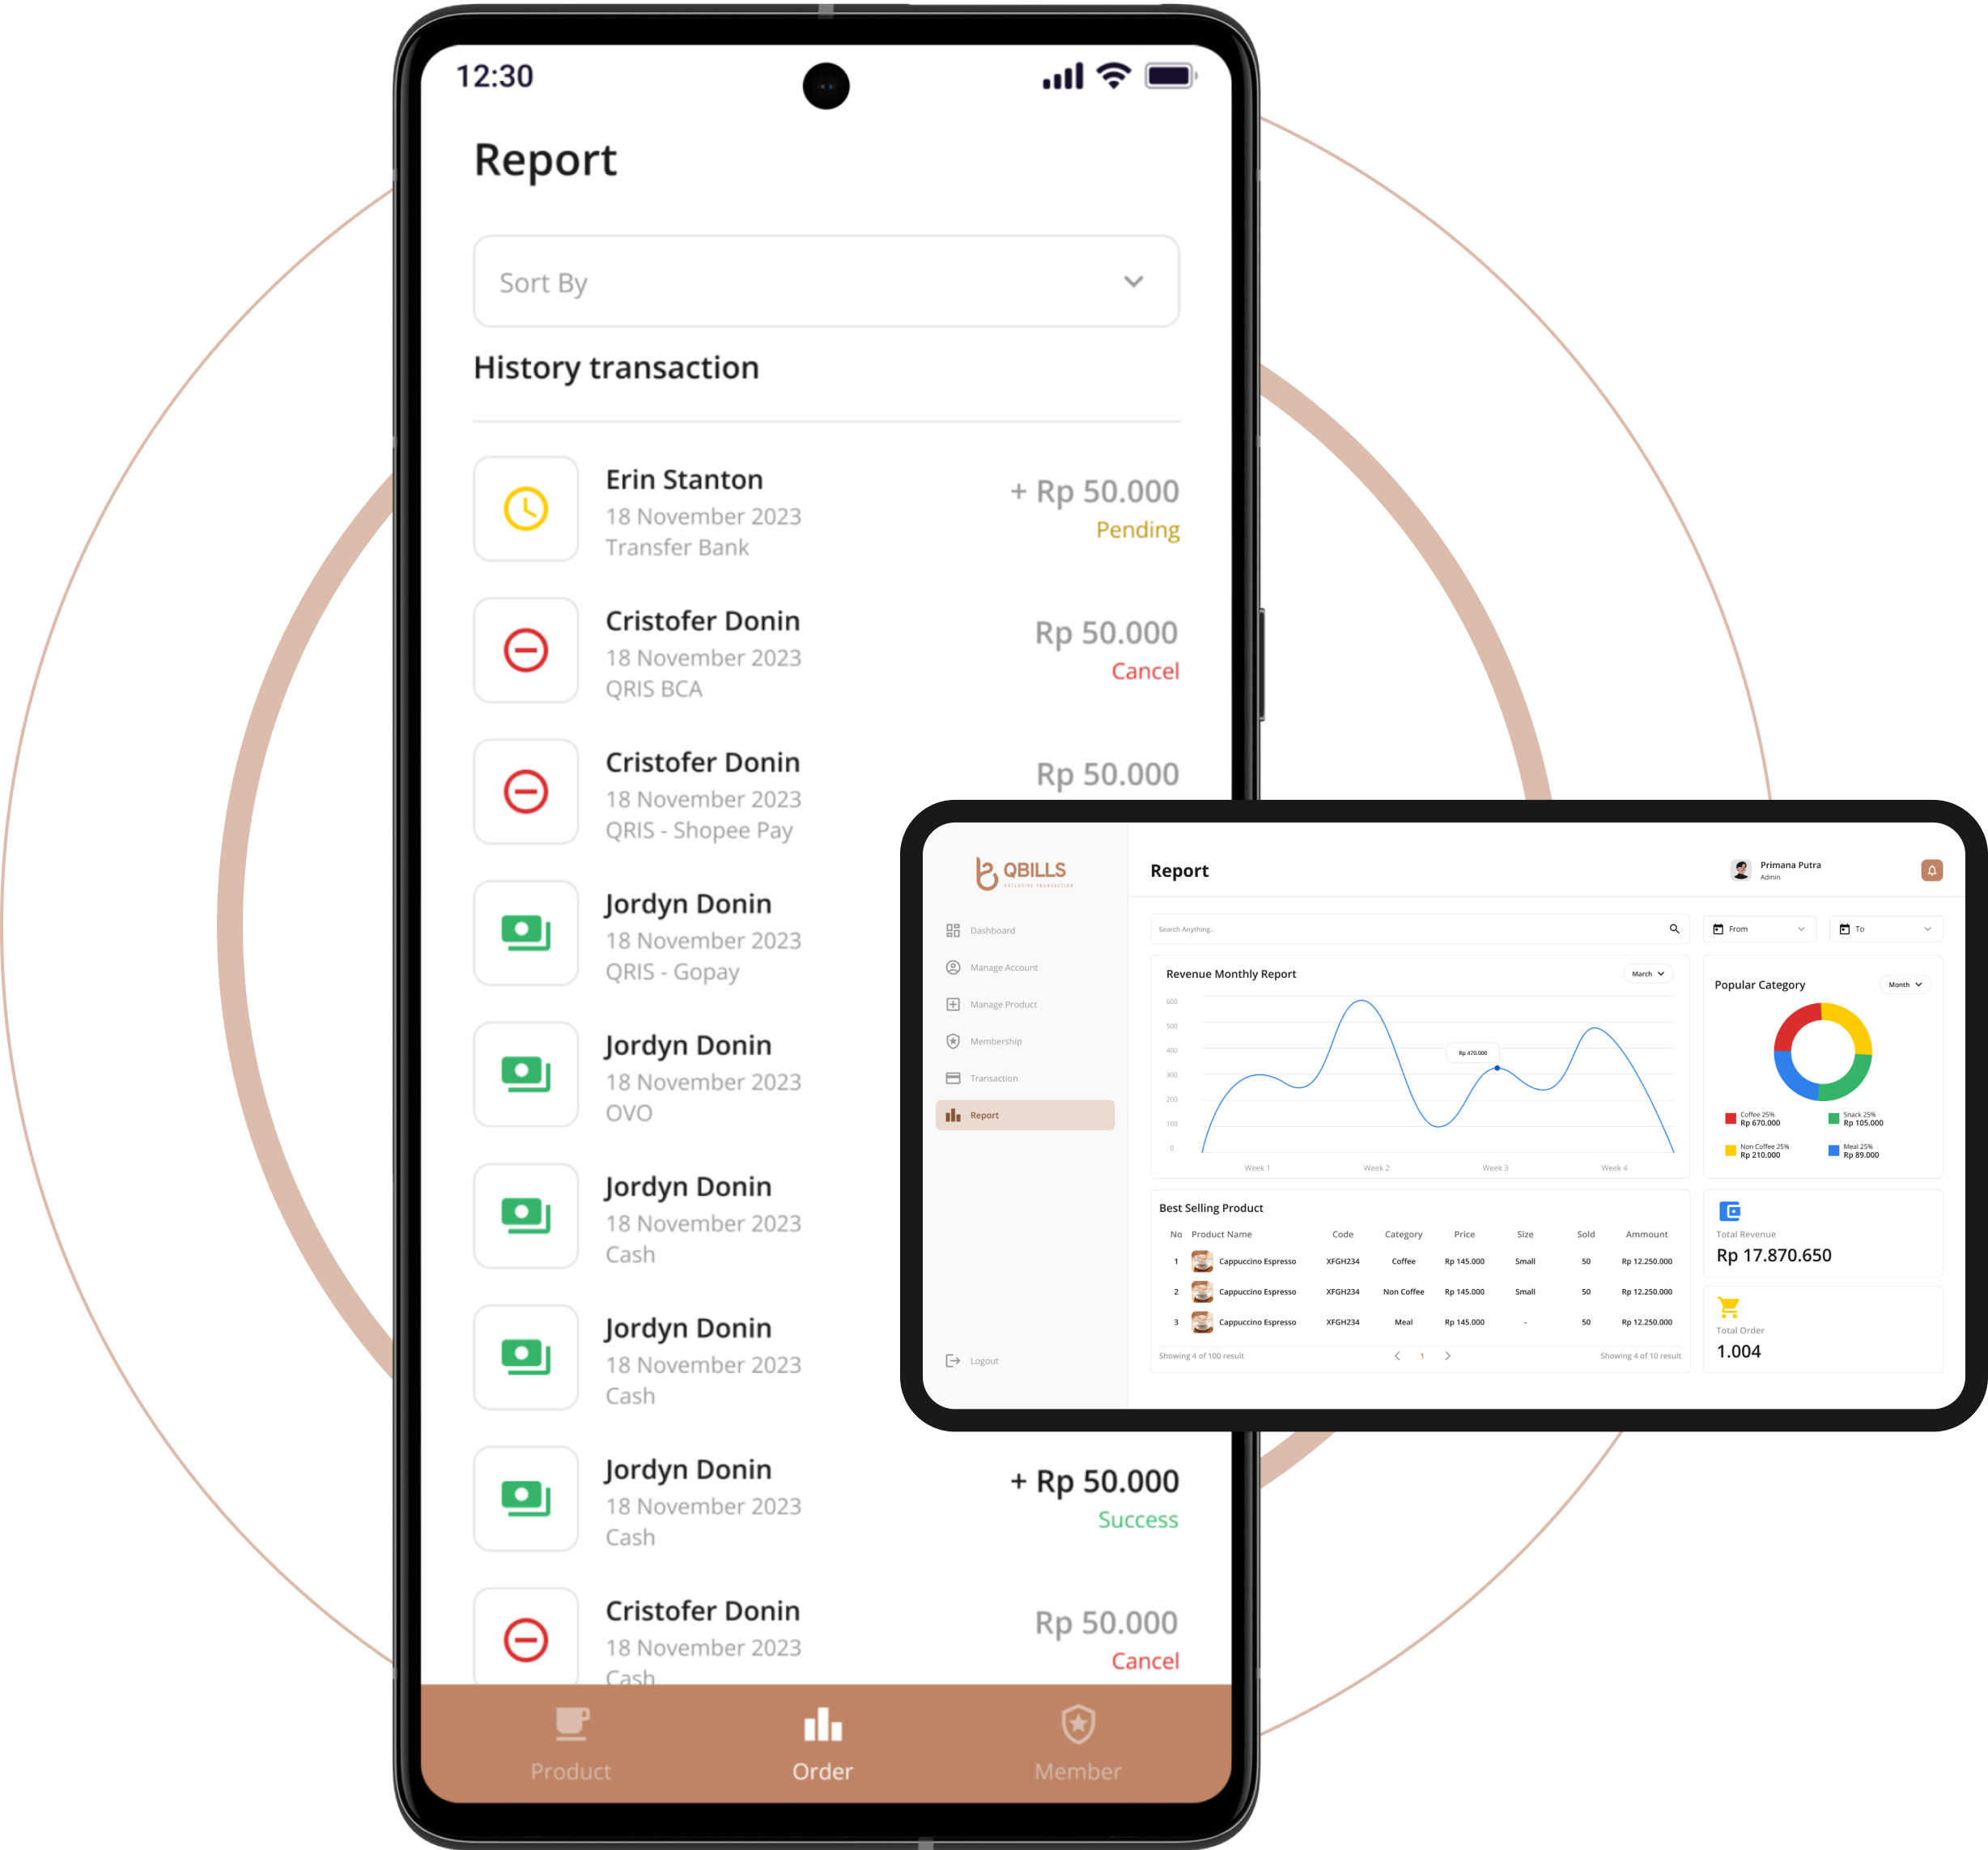 12:30
Report
Sort By
History transaction
Erin Stanton
18 November 2023
Transfer Bank
+ Rp 50.000
Pending
Cristofer Donin
18 November 2023
QRIS BCA
Rp 50.000
Cancel
Cristofer Donin
18 November 2023
QRIS - Shopee Pay
Rp 50.000
Jordyn Donin
18 November 2023
QRIS - Gopay
Jordyn Donin
18 November 2023
OVO
Jordyn Donin
18 November 2023
Cash
Jordyn Donin
18 November 2023
Cash
Jordyn Donin
18 November 2023
Cash
+ Rp 50.000
Success
Cristofer Donin
18 November 2023
Cash
Rp 50.000
Cancel
Product
Order
Member
QBILLS
EXCLUSIVE TRANSACTION
Dashboard
Manage Account
Manage Product
Membership
Transaction
Report
Logout
Report
Primana Putra
Admin
Search Anything..
From
To
Revenue Monthly Report
March
600
500
400
300
200
100
0
Rp 470.000
Week 1 Week 2 Week 3 Week 4
Popular Category
Month
Coffee 25%
Rp 670.000
Snack 25%
Rp 105.000
Non Coffee 25%
Rp 210.000
Meal 25%
Rp 89.000
Best Selling Product
No Product Name Code Category Price Size Sold Ammount
1 Cappuccino Espresso XFGH234 Coffee Rp 145.000 Small 50 Rp 12.250.000
2 Cappuccino Espresso XFGH234 Non Coffee Rp 145.000 Small 50 Rp 12.250.000
3 Cappuccino Espresso XFGH234 Meal Rp 145.000 - 50 Rp 12.250.000
Showing 4 of 100 result
1
Showing 4 of 10 result
Total Revenue
Rp 17.870.650
Total Order
1.004